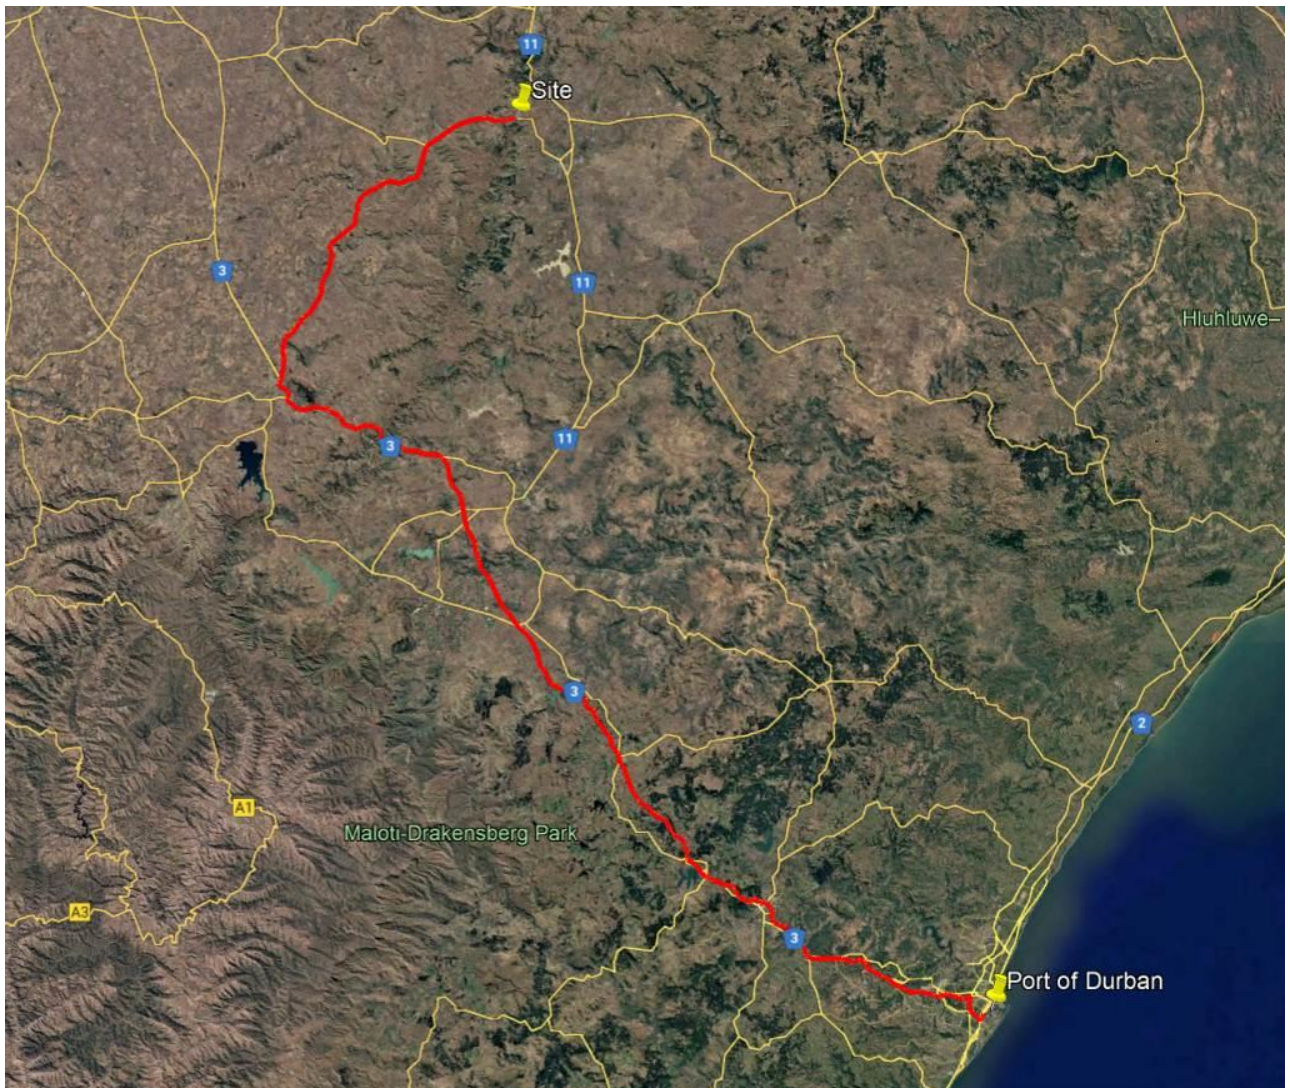 11
Site
3
11
Hluhluwe–
11
3
3
2
A1
Maloti-Drakensberg Park
A3
3
Port of Durban